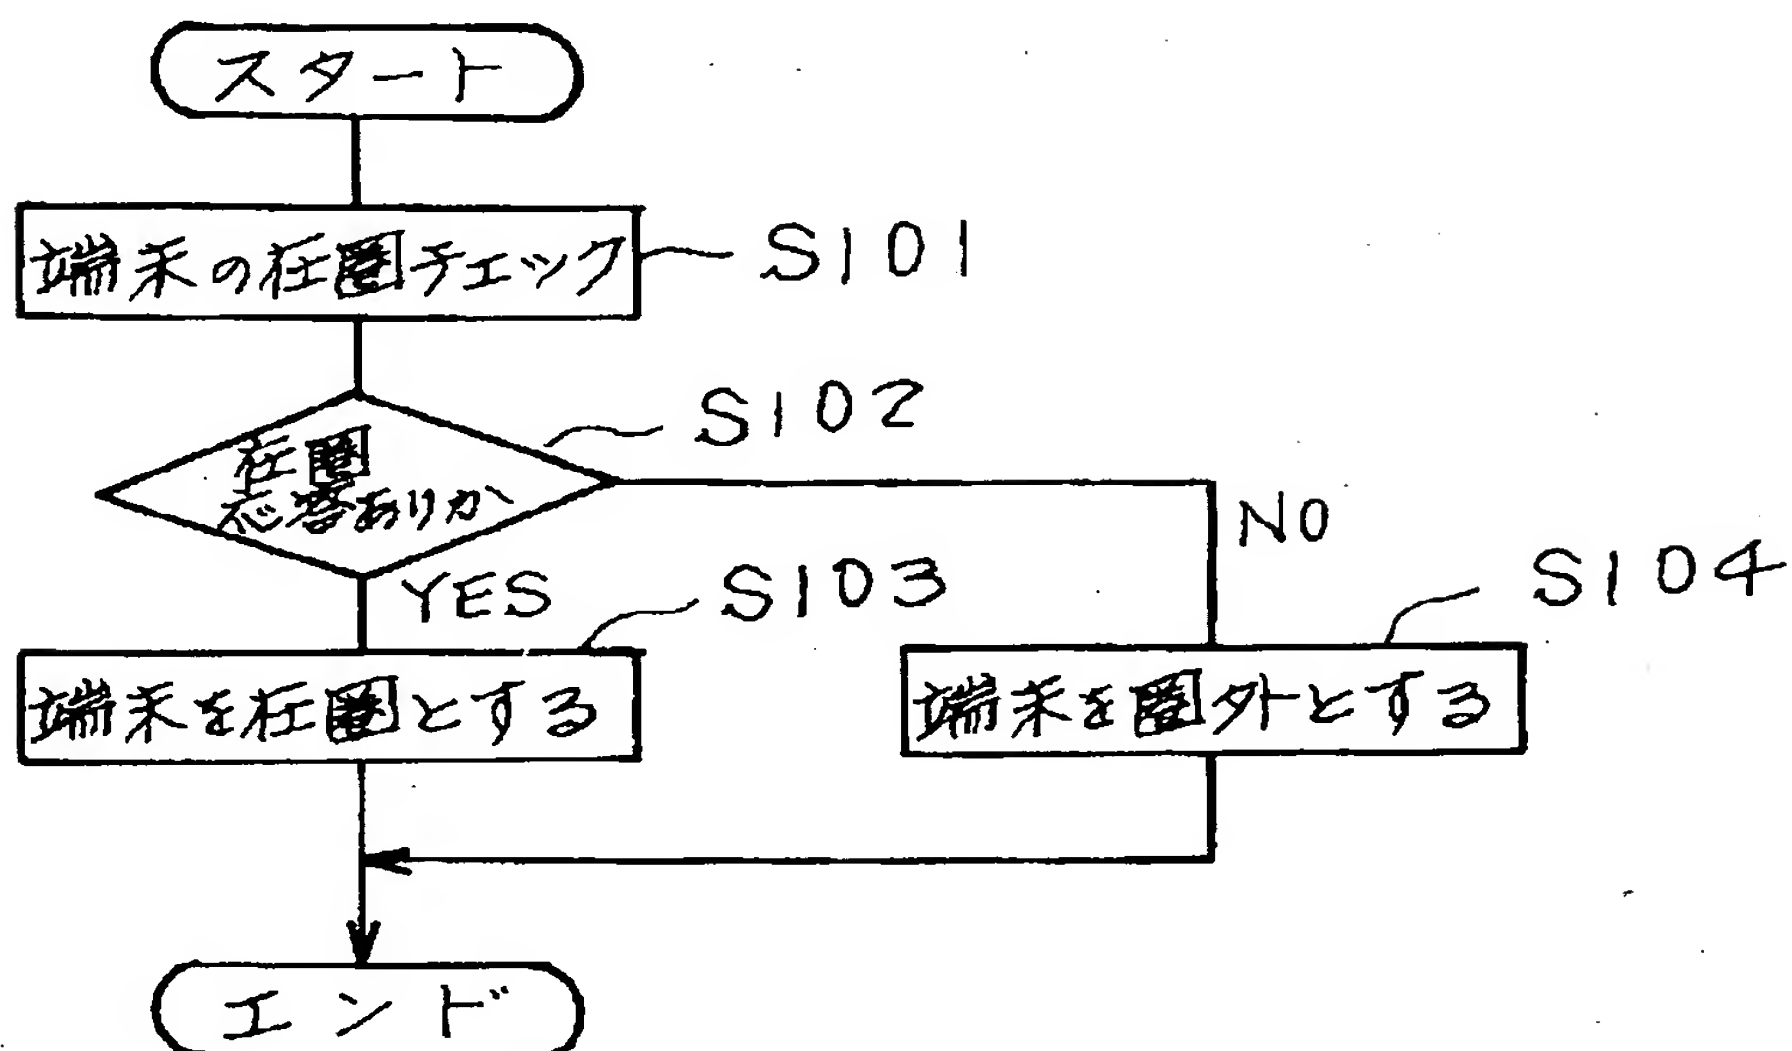 スタート
端末の在圏チェック
S101
S102
在圏
応答ありか
NO
YES
S103
S104
端末を在圏とする
端末を圏外とする
エンド